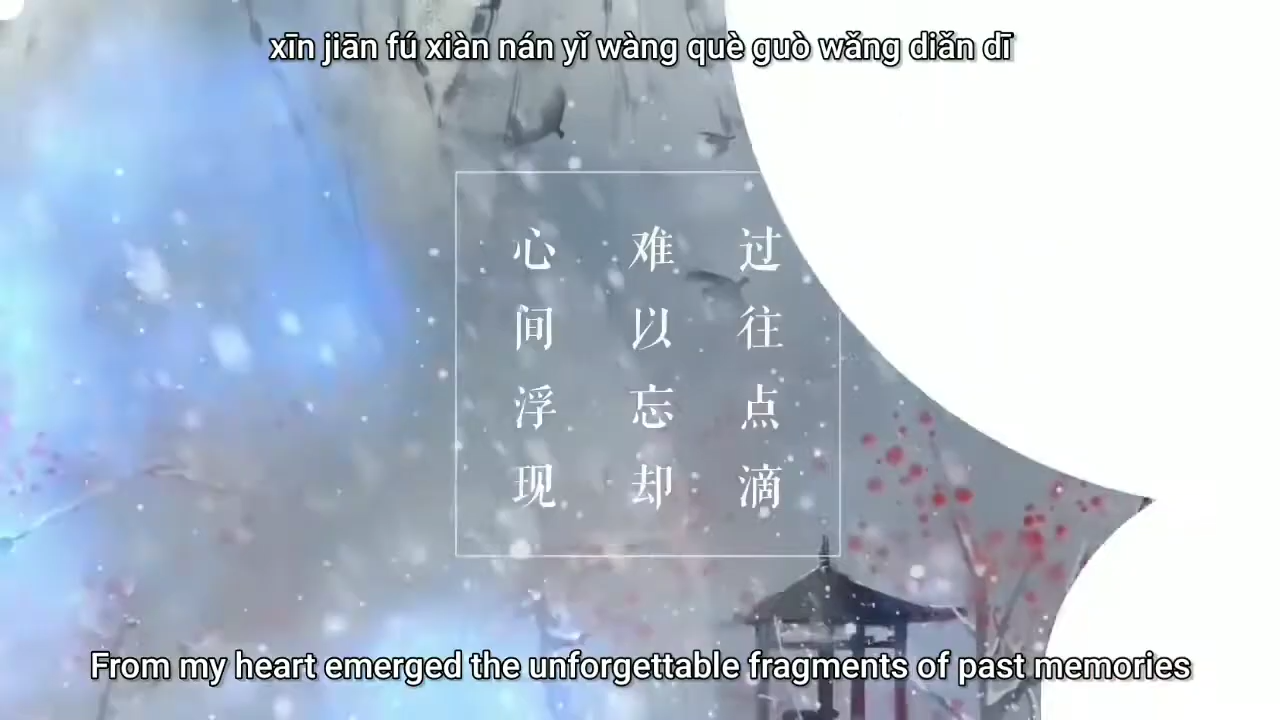 xīn jiān fú xiàn nán yǐ wàng què guò wǎng diǎn dī
心间浮现
难以忘却
过往点滴
From my heart emerged the unforgettable fragments of past memories